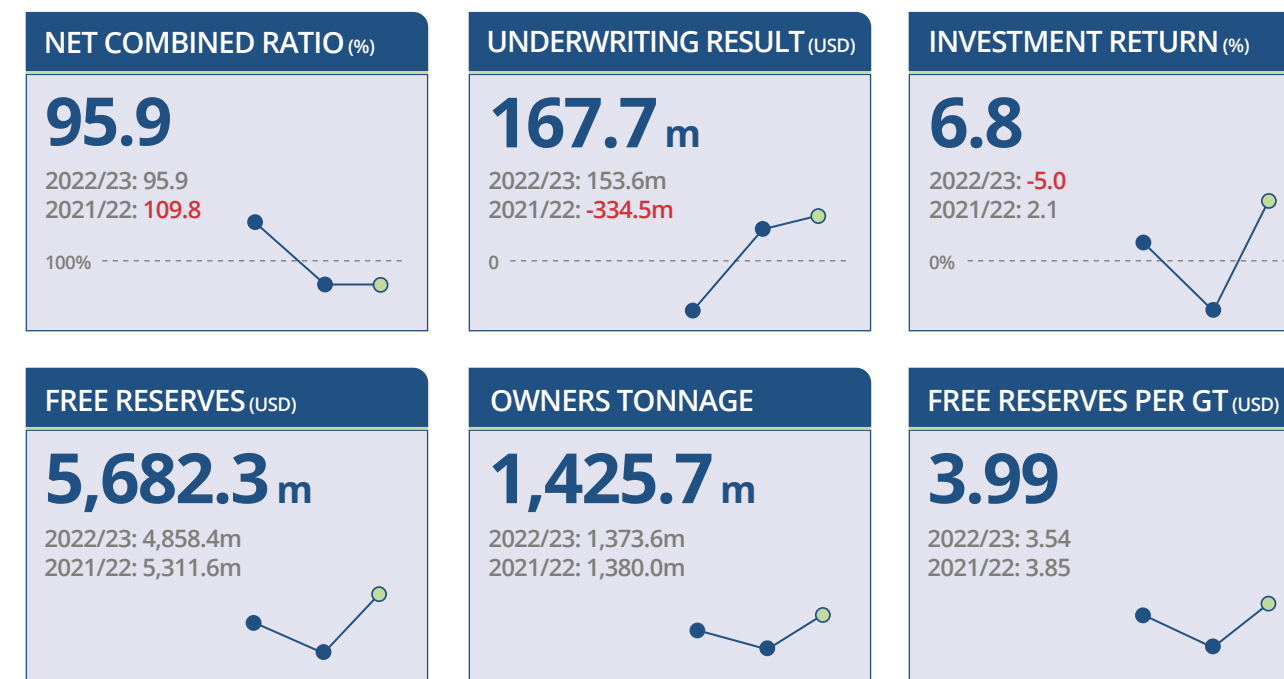 NET COMBINED RATIO (%)
95.9
2022/23: 95.9
2021/22: 109.8
100%
UNDERWRITING RESULT (USD)
167.7 m
2022/23: 153.6m
2021/22: -334.5m
0
INVESTMENT RETURN (%)
6.8
2022/23: -5.0
2021/22: 2.1
0%
FREE RESERVES (USD)
5,682.3 m
2022/23: 4,858.4m
2021/22: 5,311.6m
OWNERS TONNAGE
1,425.7 m
2022/23: 1,373.6m
2021/22: 1,380.0m
FREE RESERVES PER GT (USD)
3.99
2022/23: 3.54
2021/22: 3.85